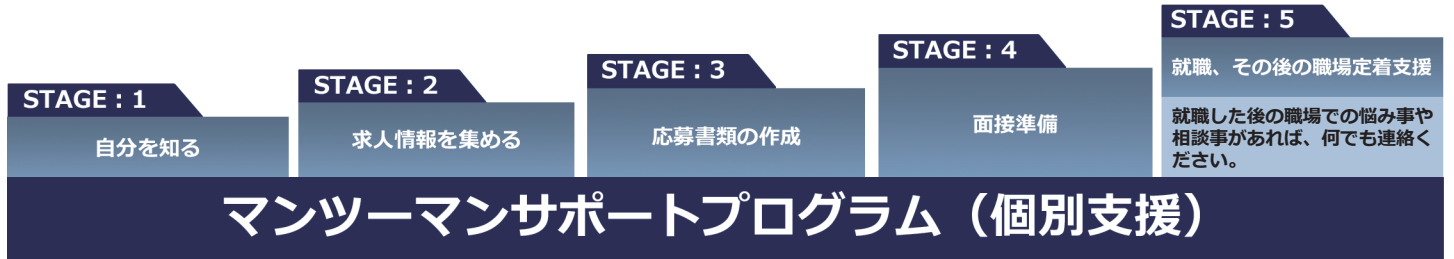 STAGE：1
自分を知る
STAGE：2
求人情報を集める
STAGE：3
応募書類の作成
STAGE：4
面接準備
STAGE：5
就職、その後の職場定着支援
就職した後の職場での悩み事や
相談事があれば、何でも連絡く
ださい。
マンツーマンサポートプログラム（個別支援）